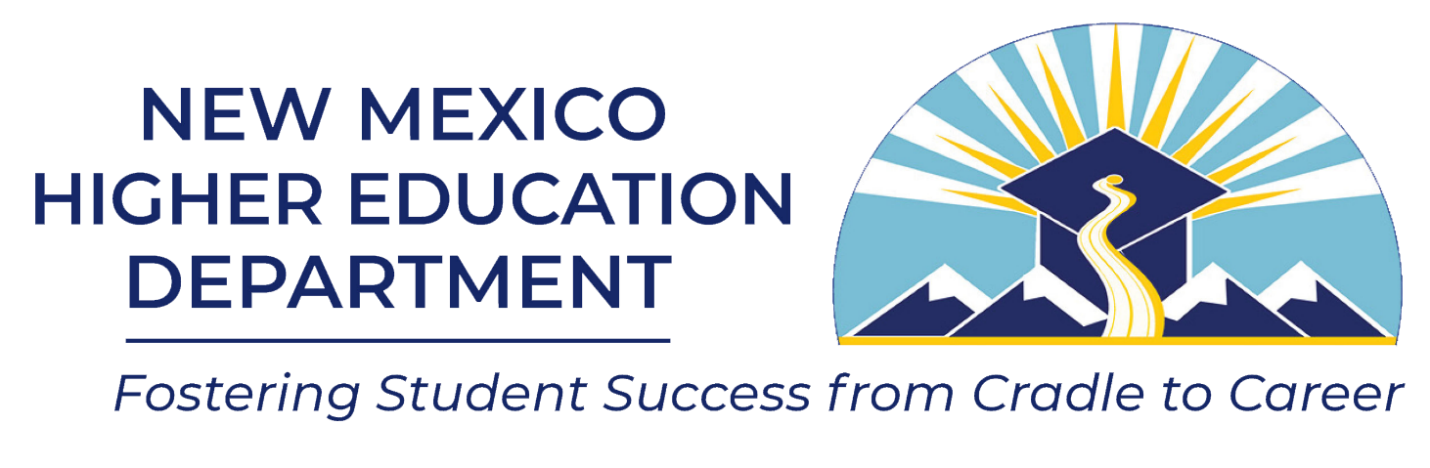 NEW MEXICO
HIGHER EDUCATION
DEPARTMENT
Fostering Student Success from Cradle to Career